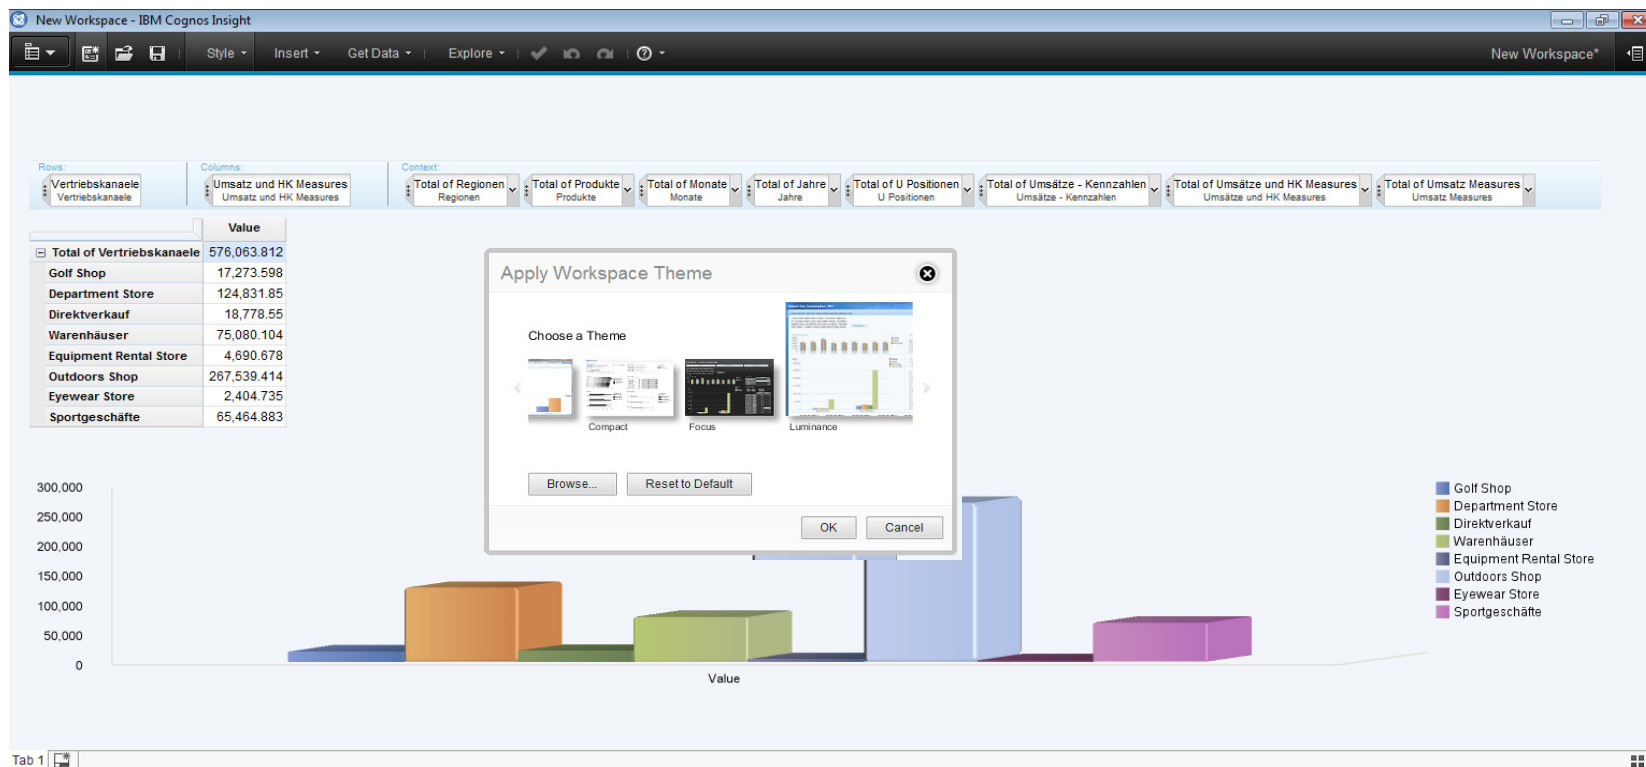 New Workspace - IBM Cognos Insight
Style Insert Get Data Explore New Workspace*
Rows: Columns: Context:
Vertriebskanaele Umsatz und HK Measures Total of Regionen Total of Produkte Total of Monate Total of Jahre Total of U Positionen Total of Umsätze - Kennzahlen Total of Umsätze und HK Measures Total of Umsatz Measures
Vertriebskanaele Umsatz und HK Measures Regionen Produkte Monate Jahre U Positionen Umsätze - Kennzahlen Umsätze und HK Measures Umsatz Measures
Value
Total of Vertriebskanaele 576,063.812
Golf Shop 17,273.598
Department Store 124,831.85
Direktverkauf 18,778.55
Warenhäuser 75,080.104
Equipment Rental Store 4,690.678
Outdoors Shop 267,539.414
Eyewear Store 2,404.735
Sportgeschäfte 65,464.883
Apply Workspace Theme
Choose a Theme
Compact Focus Luminance
Browse... Reset to Default
OK Cancel
300,000
250,000
200,000
150,000
100,000
50,000
0
Value
Golf Shop
Department Store
Direktverkauf
Warenhäuser
Equipment Rental Store
Outdoors Shop
Eyewear Store
Sportgeschäfte
Tab 1